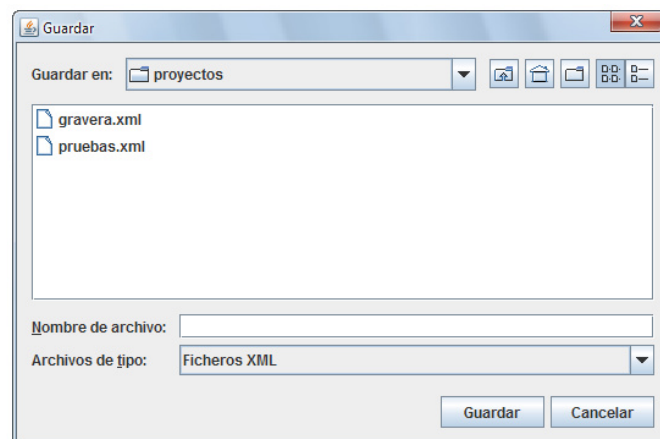 Guardar
Guardar en: proyectos
gravera.xml
pruebas.xml
Nombre de archivo:
Archivos de tipo: Ficheros XML
Guardar Cancelar